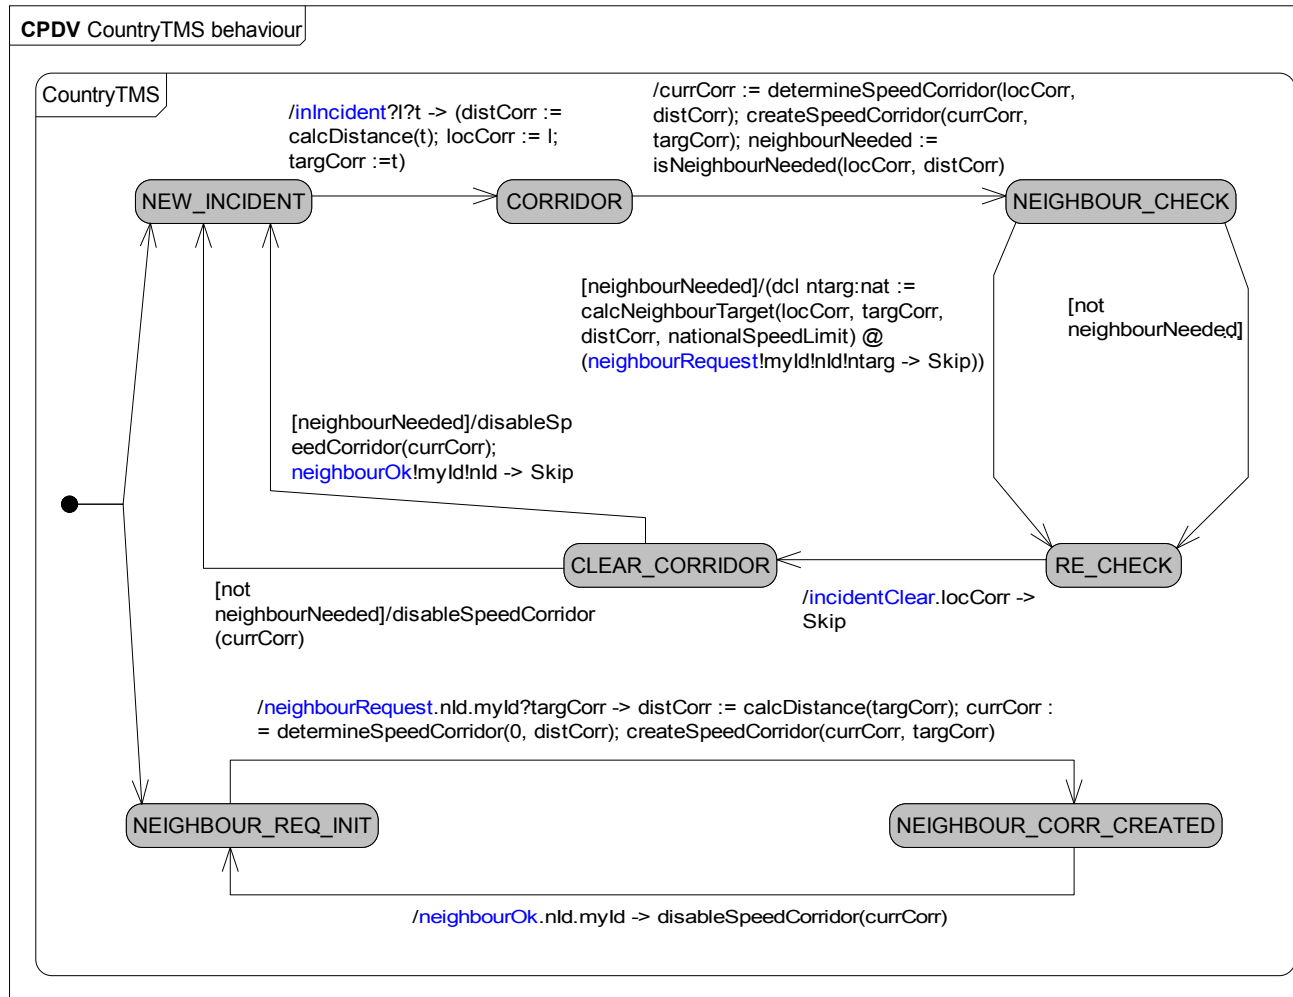 CPDV CountryTMS behaviour
CountryTMS
/inIncident?l?t -> (distCorr :=
calcDistance(t); locCorr := l;
targCorr :=t)
/currCorr := determineSpeedCorridor(locCorr,
distCorr); createSpeedCorridor(currCorr,
targCorr); neighbourNeeded :=
isNeighbourNeeded(locCorr, distCorr)
NEW_INCIDENT
CORRIDOR
NEIGHBOUR_CHECK
[neighbourNeeded]/(dcl ntarg:nat :=
calcNeighbourTarget(locCorr, targCorr,
distCorr, nationalSpeedLimit) @
(neighbourRequest!myId!nId!ntarg -> Skip))
[not
neighbourNeeded]
[neighbourNeeded]/disableSp
eedCorridor(currCorr);
neighbourOk!myId!nId -> Skip
CLEAR_CORRIDOR
RE_CHECK
[not
neighbourNeeded]/disableSpeedCorridor
(currCorr)
/incidentClear.locCorr ->
Skip
/neighbourRequest.nId.myId?targCorr -> distCorr := calcDistance(targCorr); currCorr :
= determineSpeedCorridor(0, distCorr); createSpeedCorridor(currCorr, targCorr)
NEIGHBOUR_REQ_INIT
NEIGHBOUR_CORR_CREATED
/neighbourOk.nId.myId -> disableSpeedCorridor(currCorr)